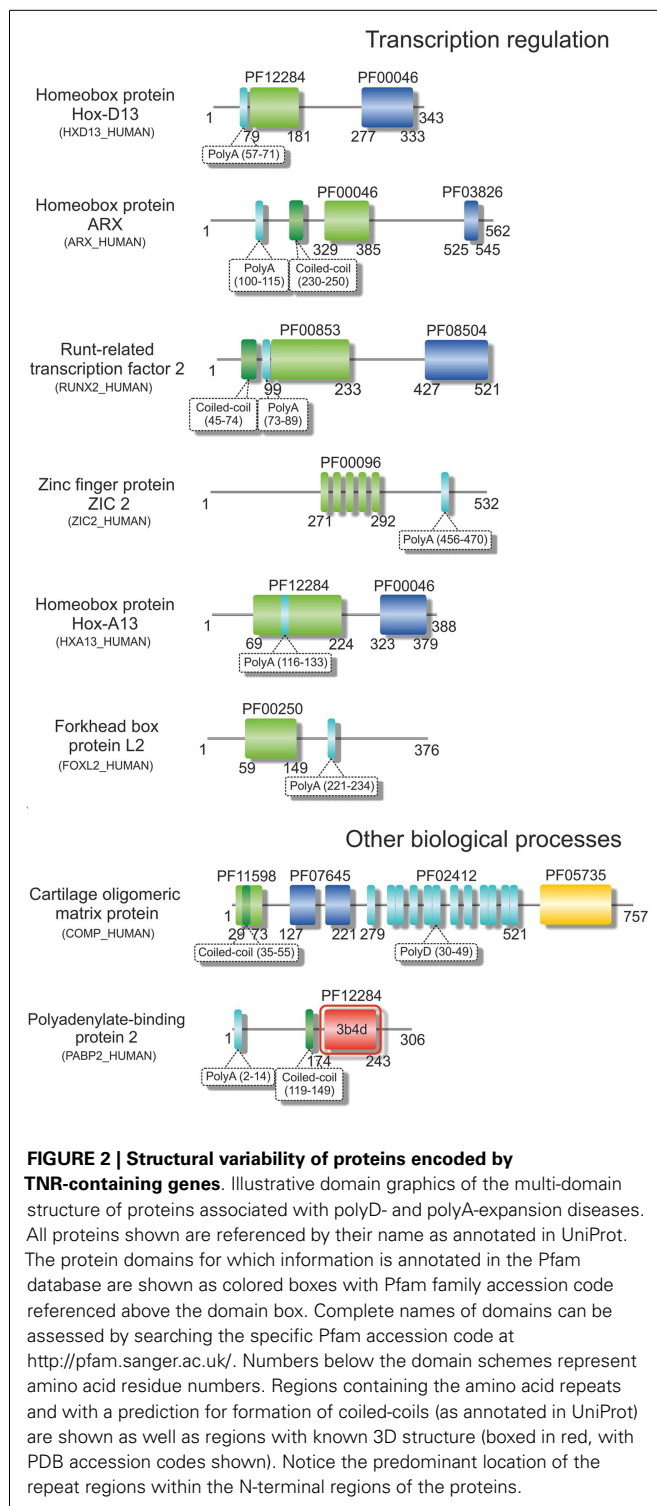 Transcription regulation
PF12284 PF00046
Homeobox protein
Hox-D13
(HXD13_HUMAN)
1 343
79 181 277 333
PolyA (57-71)
PF00046 PF03826
Homeobox protein
ARX
(ARX_HUMAN)
1 562
329 385 525 545
PolyA
(100-115)
Coiled-coil
(230-250)
PF00853 PF08504
Runt-related
transcription factor 2
(RUNX2_HUMAN)
1
99 233 427 521
Coiled-coil
(45-74)
PolyA
(73-89)
PF00096
Zinc finger protein
ZIC 2
(ZIC2_HUMAN)
1 532
271 292
PolyA (456-470)
PF12284 PF00046
Homeobox protein
Hox-A13
(HXA13_HUMAN)
1 388
69 224 323 379
PolyA (116-133)
PF00250
Forkhead box
protein L2
(FOXL2_HUMAN)
1 376
59 149
PolyA (221-234)
Other biological processes
PF11598 PF07645 PF02412 PF05735
Cartilage oligomeric
matrix protein
(COMP_HUMAN)
1 757
29 73 127 221 279 521
Coiled-coil (35-55)
PolyD (30-49)
PF12284
Polyadenylate-binding
protein 2
(PABP2_HUMAN)
1 3b4d 306
174 243
PolyA (2-14)
Coiled-coil
(119-149)
FIGURE 2 | Structural variability of proteins encoded by
TNR-containing genes. Illustrative domain graphics of the multi-domain
structure of proteins associated with polyD- and polyA-expansion diseases.
All proteins shown are referenced by their name as annotated in UniProt.
The protein domains for which information is annotated in the Pfam
database are shown as colored boxes with Pfam family accession code
referenced above the domain box. Complete names of domains can be
assessed by searching the specific Pfam accession code at
http://pfam.sanger.ac.uk/. Numbers below the domain schemes represent
amino acid residue numbers. Regions containing the amino acid repeats
and with a prediction for formation of coiled-coils (as annotated in UniProt)
are shown as well as regions with known 3D structure (boxed in red, with
PDB accession codes shown). Notice the predominant location of the
repeat regions within the N-terminal regions of the proteins.